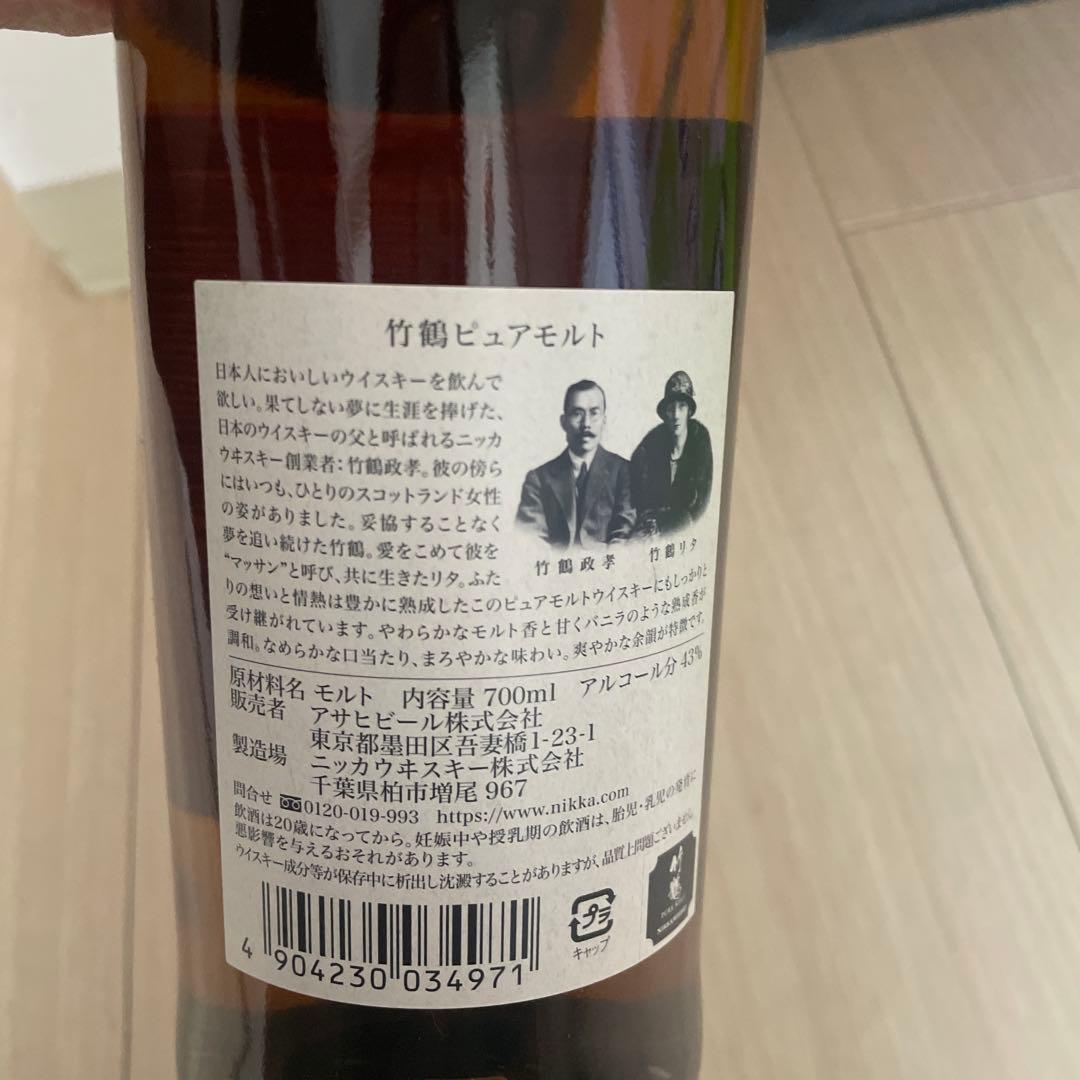 竹鶴ピュアモルト
日本人においしいウイスキーを飲んで
欲しい。果てしない夢に生涯を捧げた、
日本のウイスキーの父と呼ばれるニッカ
ウヰスキー創業者：竹鶴政孝。彼の傍ら
にはいつも、ひとりのスコットランド女性
の姿がありました。妥協することなく
夢を追い続けた竹鶴。愛をこめて彼を
“マッサン”と呼び、共に生きたリタ。ふた
りの想いと情熱は豊かに熟成したこのピュアモルトウイスキーにもしっかりと
受け継がれています。やわらかなモルト香と甘くバニラのような熟成香が
調和。なめらかな口当たり、まろやかな味わい。爽やかな余韻が特徴です。
竹鶴政孝
竹鶴リタ
原材料名 モルト 内容量 700ml アルコール分 43%
販売者 アサヒビール株式会社
東京都墨田区吾妻橋1-23-1
製造場 ニッカウヰスキー株式会社
千葉県柏市増尾 967
問合せ 0120-019-993 https://www.nikka.com
飲酒は20歳になってから。妊娠中や授乳期の飲酒は、胎児・乳児の発育に
悪影響を与えるおそれがあります。
ウイスキー成分等が保存中に析出し沈澱することがありますが、品質上問題ございません。
4 904230 034971
プラ
キャップ
竹鶴